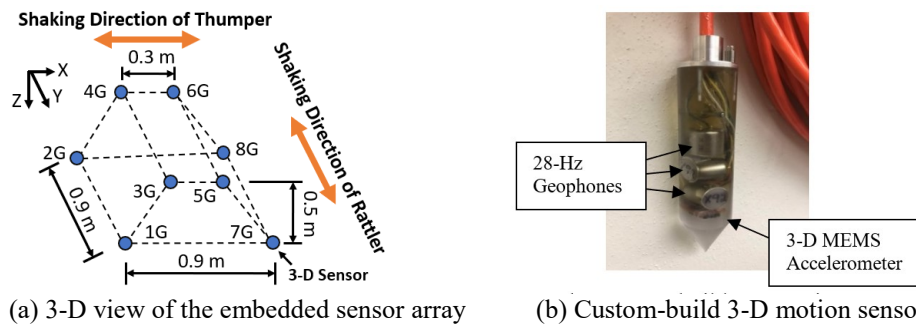 Shaking Direction of Thumper
Shaking Direction of Rattler
0.3 m
X
Y
Z
4G
6G
2G
8G
3G
5G
1G
7G
0.9 m
0.5 m
0.9 m
3-D Sensor
(a) 3-D view of the embedded sensor array
28-Hz
Geophones
3-D MEMS
Accelerometer
(b) Custom-build 3-D motion senso